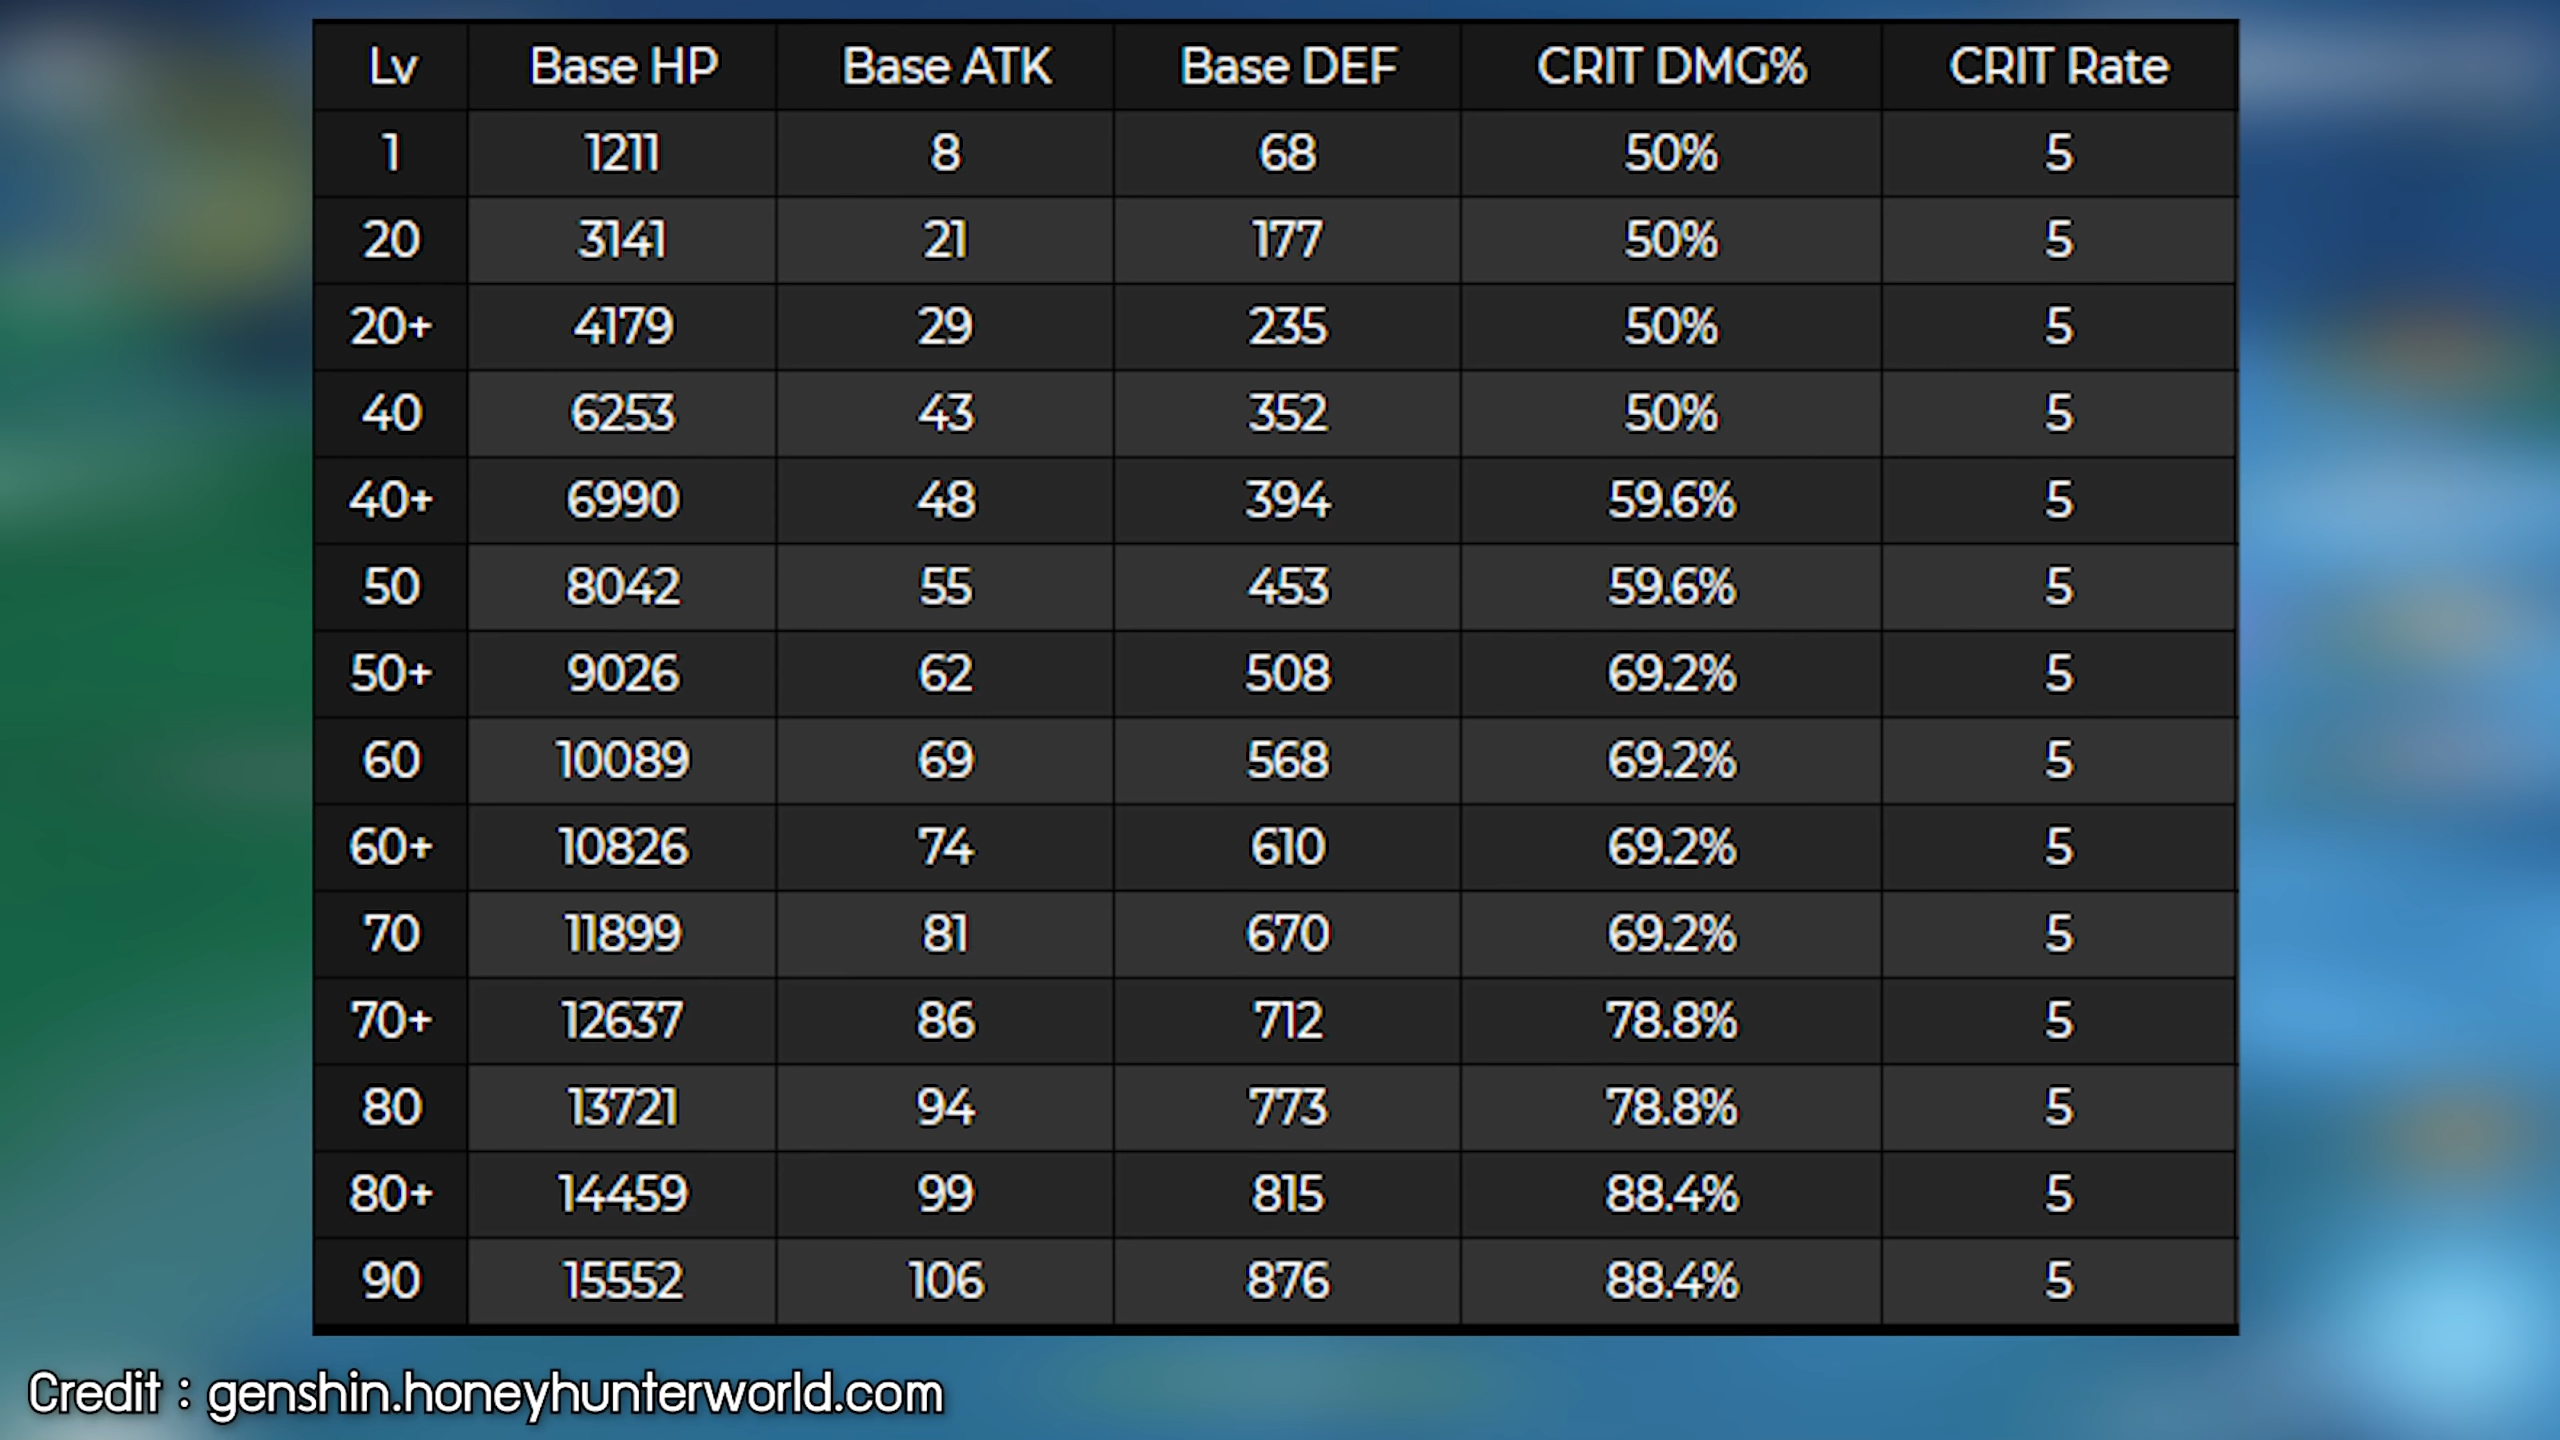 Lv Base HP Base ATK Base DEF CRIT DMG% CRIT Rate
1 1211 8 68 50% 5
20 3141 21 177 50% 5
20+ 4179 29 235 50% 5
40 6253 43 352 50% 5
40+ 6990 48 394 59.6% 5
50 8042 55 453 59.6% 5
50+ 9026 62 508 69.2% 5
60 10089 69 568 69.2% 5
60+ 10826 74 610 69.2% 5
70 11899 81 670 69.2% 5
70+ 12637 86 712 78.8% 5
80 13721 94 773 78.8% 5
80+ 14459 99 815 88.4% 5
90 15552 106 876 88.4% 5
Credit : genshin.honeyhunterworld.com